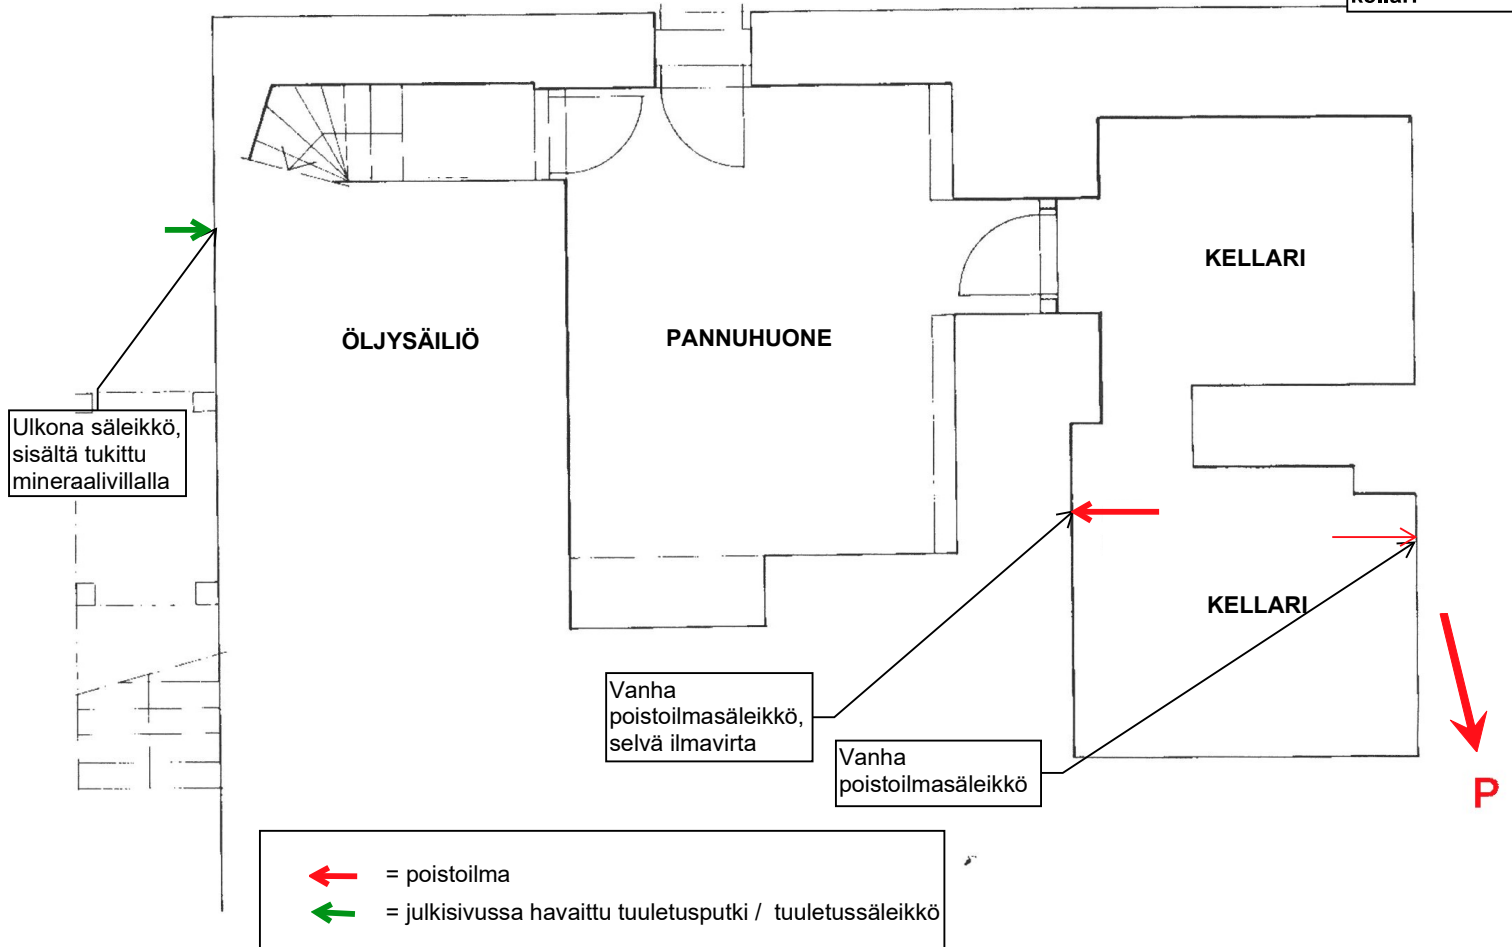 kellari
KELLARI
ÖLJYSÄILIÖ
PANNUHUONE
Ulkona säleikkö,
sisältä tukittu
mineraalivillalla
KELLARI
Vanha
poistoilmasäleikkö,
selvä ilmavirta
Vanha
poistoilmasäleikkö
P
= poistoilma
= julkisivussa havaittu tuuletusputki / tuuletussäleikkö